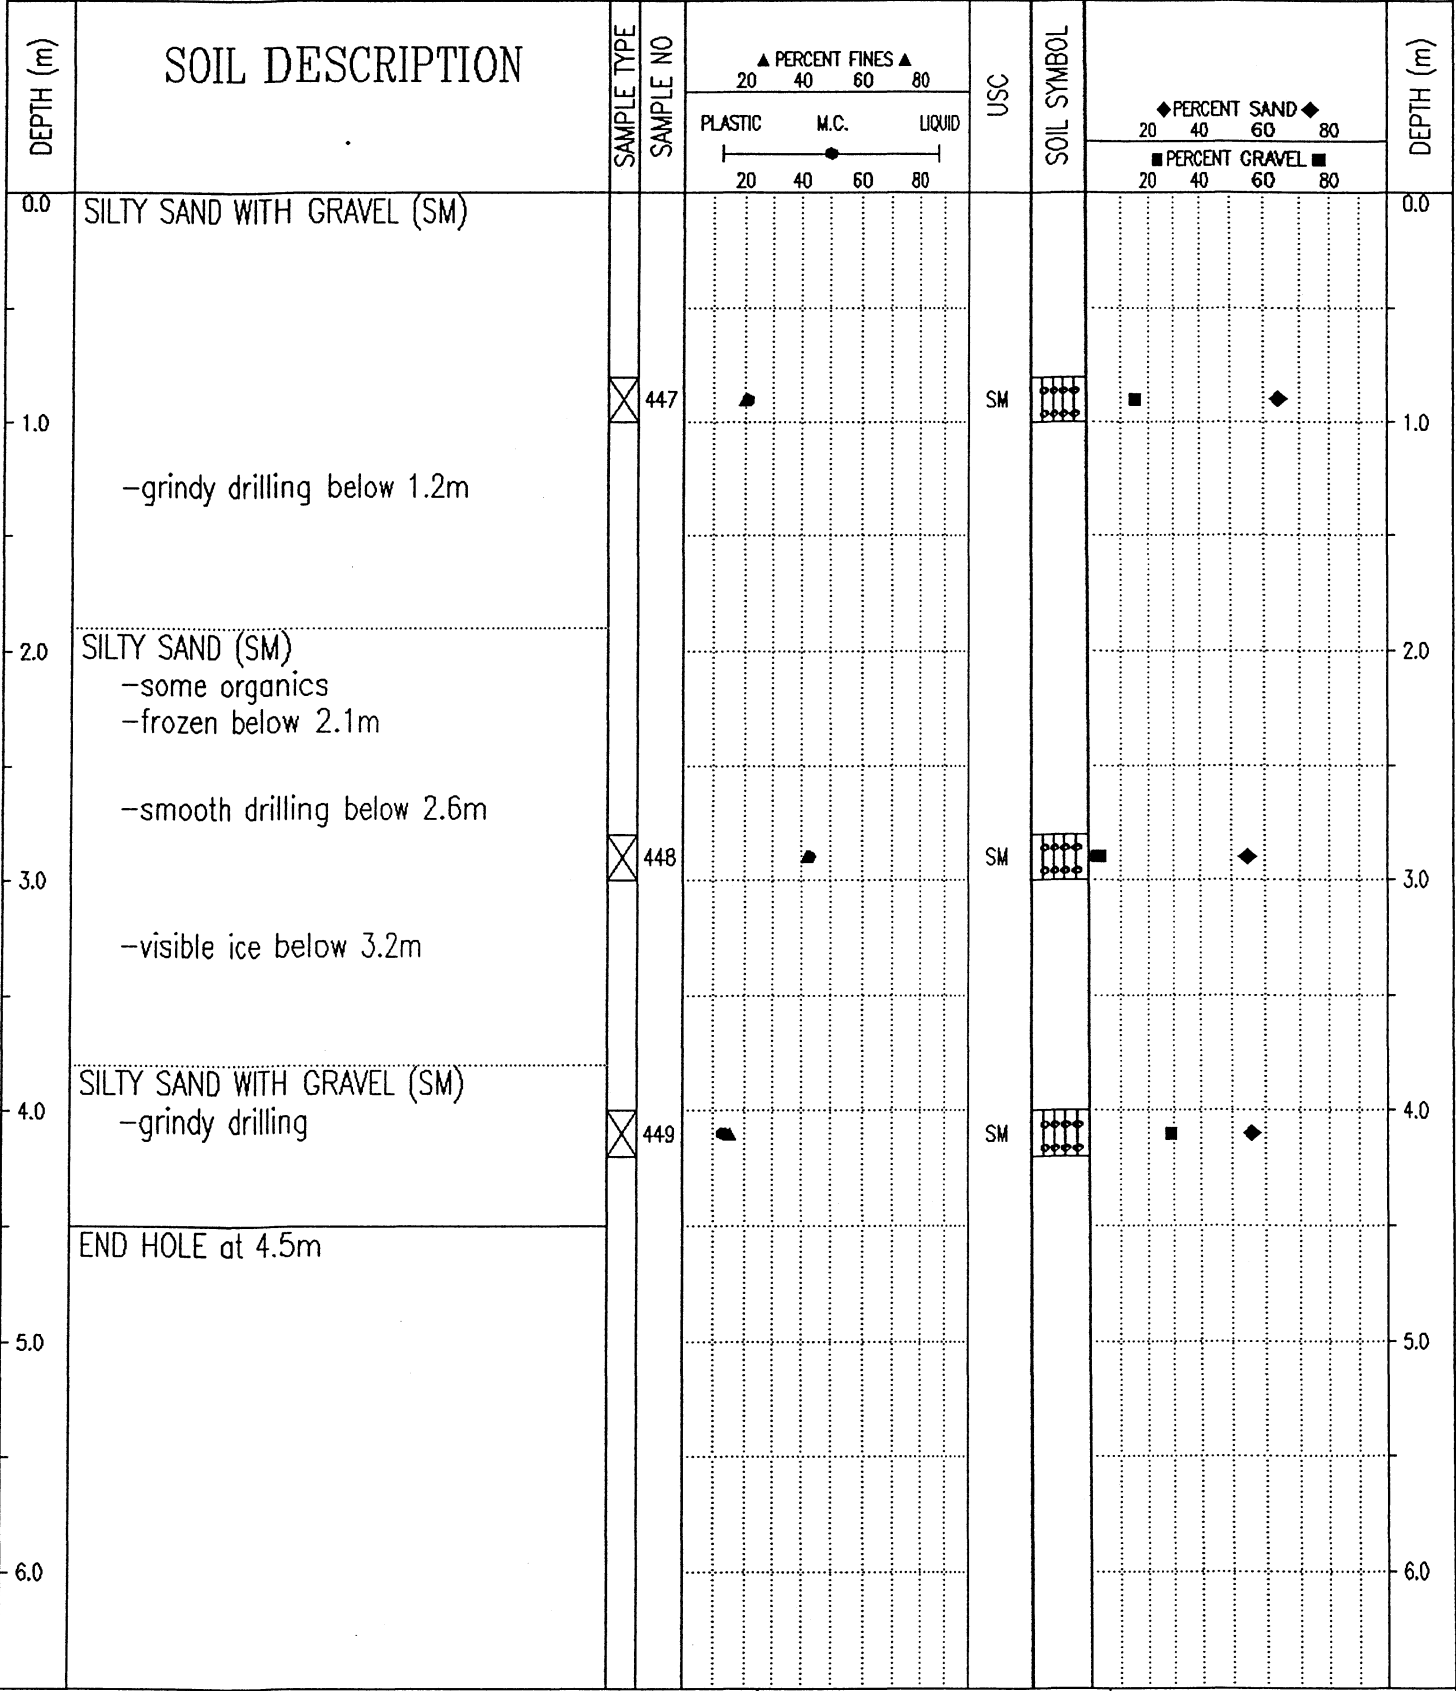 DEPTH (m)
SOIL DESCRIPTION
SAMPLE TYPE
SAMPLE NO
▲ PERCENT FINES ▲
20 40 60 80
PLASTIC M.C. LIQUID
20 40 60 80
USC
SOIL SYMBOL
◆PERCENT SAND◆
20 40 60 80
■PERCENT GRAVEL■
20 40 60 80
DEPTH (m)
0.0 SILTY SAND WITH GRAVEL (SM) 0.0
447 SM
1.0 1.0
-grindy drilling below 1.2m
2.0 SILTY SAND (SM) 2.0
-some organics
-frozen below 2.1m
-smooth drilling below 2.6m
448 SM
3.0 3.0
-visible ice below 3.2m
SILTY SAND WITH GRAVEL (SM)
4.0 -grindy drilling 4.0
449 SM
END HOLE at 4.5m
5.0 5.0
6.0 6.0